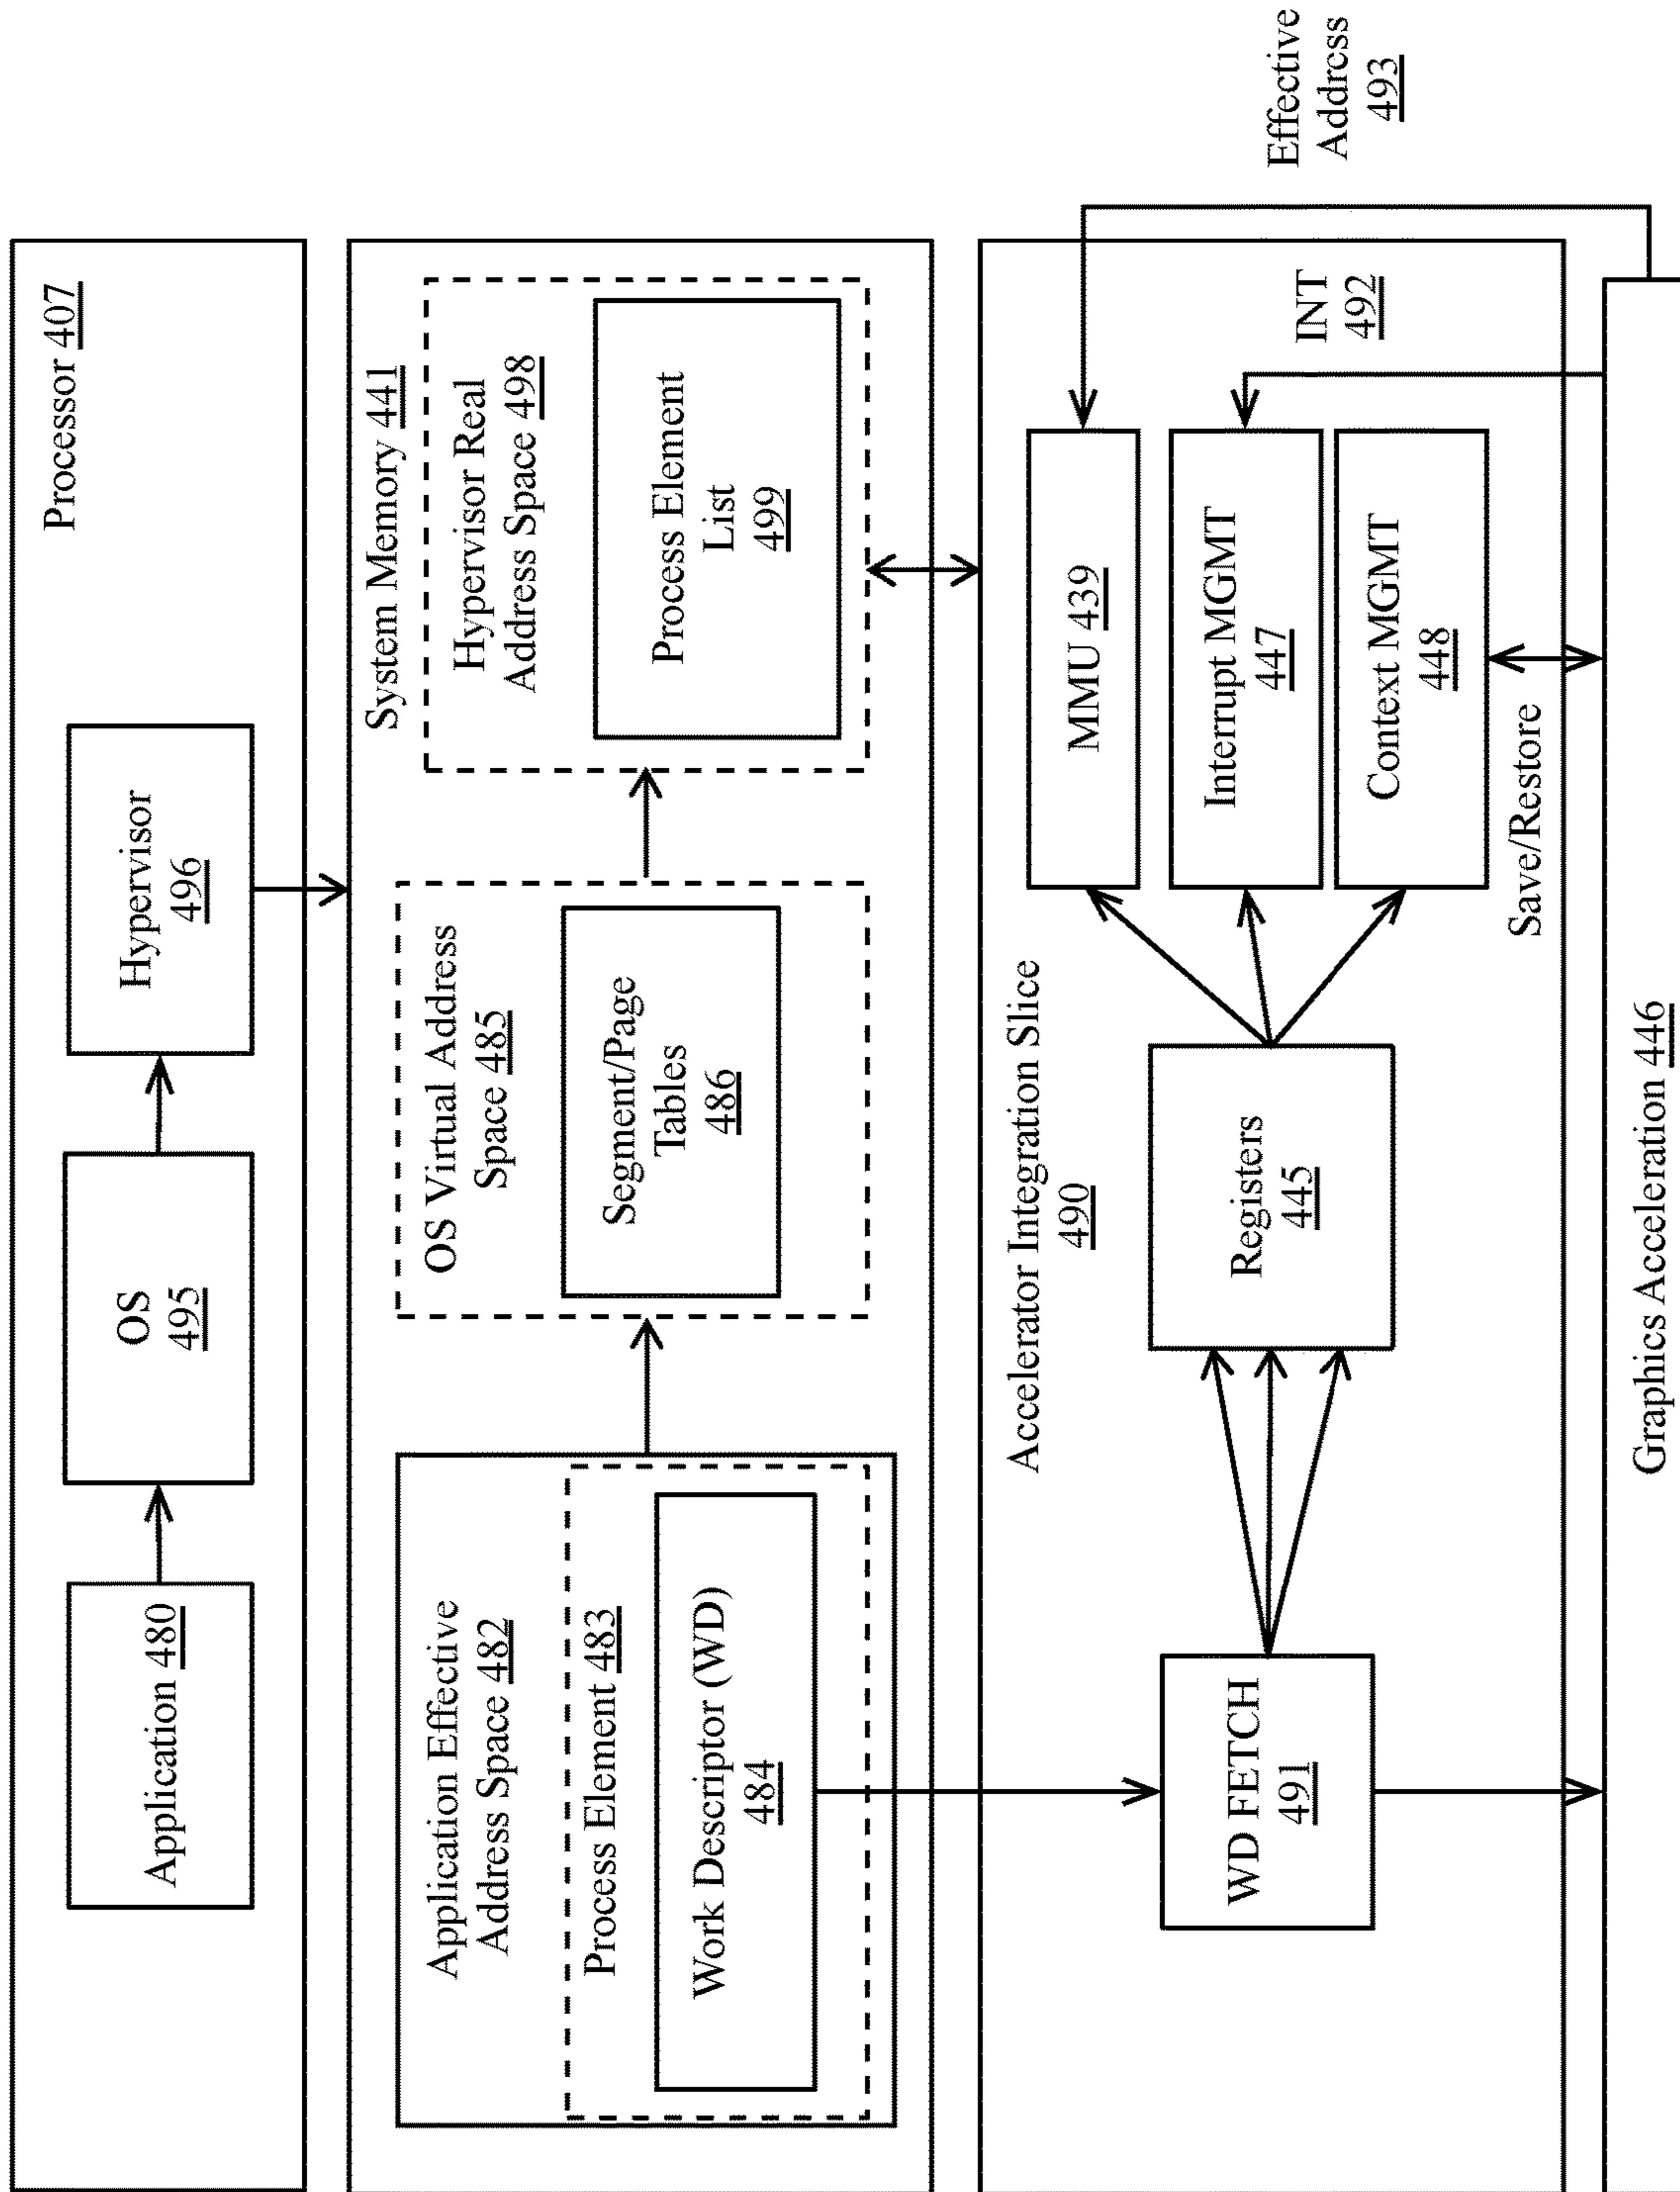 Processor 407
Application 480
OS
495
Hypervisor
496
System Memory 441
Application Effective
Address Space 482
Process Element 483
Work Descriptor (WD)
484
OS Virtual Address
Space 485
Segment/Page
Tables
486
Hypervisor Real
Address Space 498
Process Element
List
499
Accelerator Integration Slice
490
WD FETCH
491
Registers
445
MMU 439
Interrupt MGMT
447
Context MGMT
448
Save/Restore
INT
492
Effective
Address
493
Graphics Acceleration 446